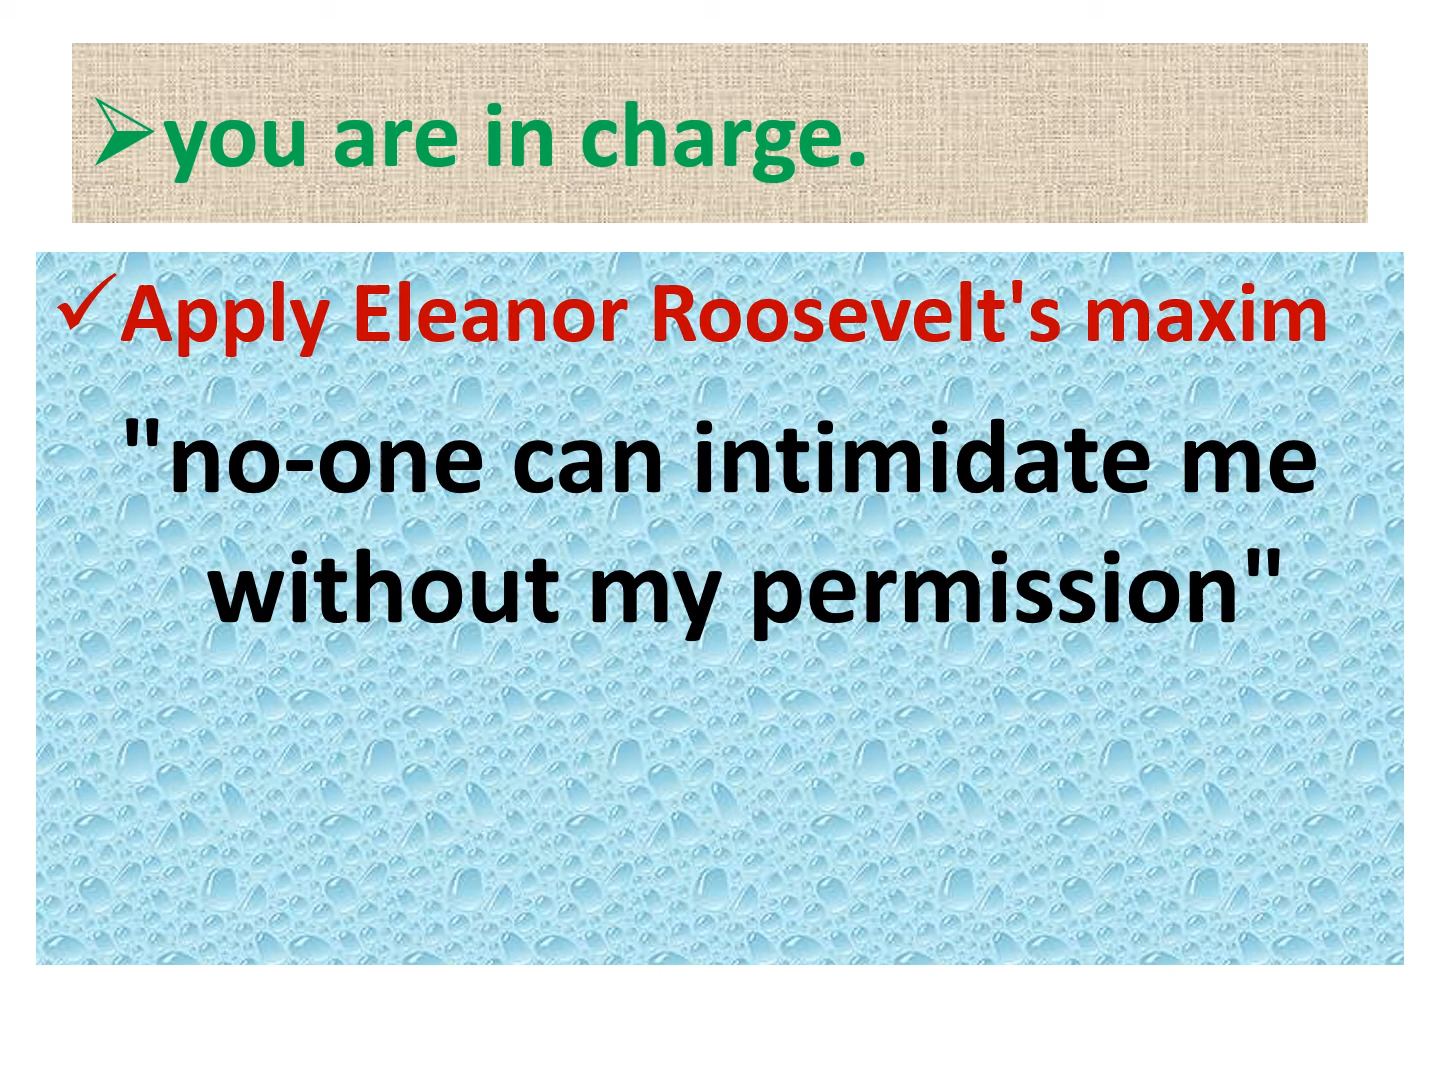 ➢you are in charge.
✓Apply Eleanor Roosevelt's maxim
"no-one can intimidate me
without my permission"